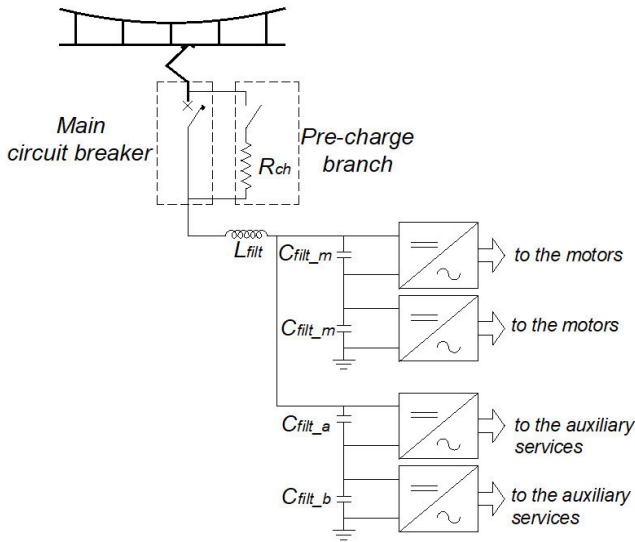 Main
circuit breaker
Pre-charge
branch
Rch
Lfilt
Cfilt_m
to the motors
Cfilt_m
to the motors
Cfilt_a
to the auxiliary
services
Cfilt_b
to the auxiliary
services